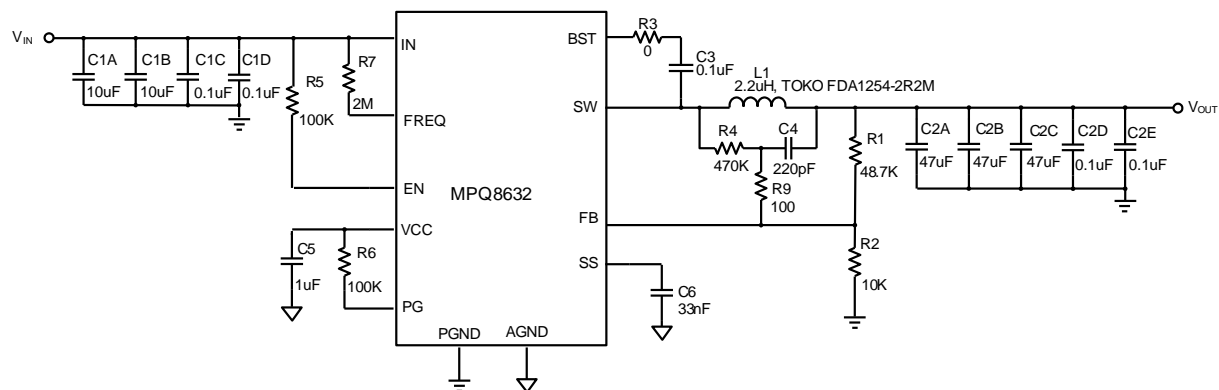 VIN
C1A
10uF
C1B
10uF
C1C
0.1uF
C1D
0.1uF
R5
100K
R7
2M
IN
FREQ
EN
VCC
PG
PGND
AGND
MPQ8632
BST
SW
FB
SS
C5
1uF
R6
100K
R3
0
C3
0.1uF
L1
2.2uH, TOKO FDA1254-2R2M
R4
470K
C4
220pF
R9
100
R1
48.7K
R2
10K
C6
33nF
C2A
47uF
C2B
47uF
C2C
47uF
C2D
0.1uF
C2E
0.1uF
VOUT